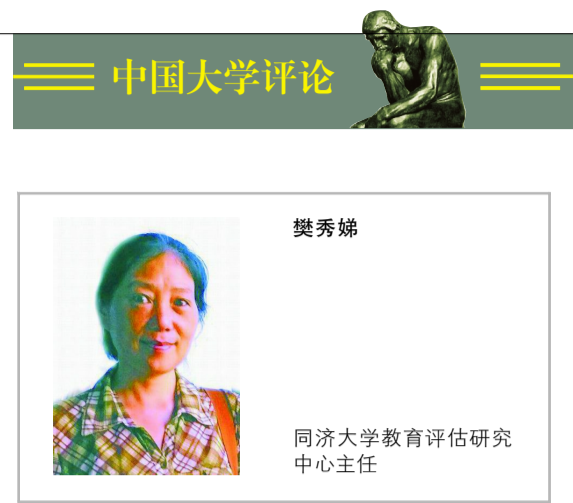 中国大学评论
樊秀娣
同济大学教育评估研究
中心主任